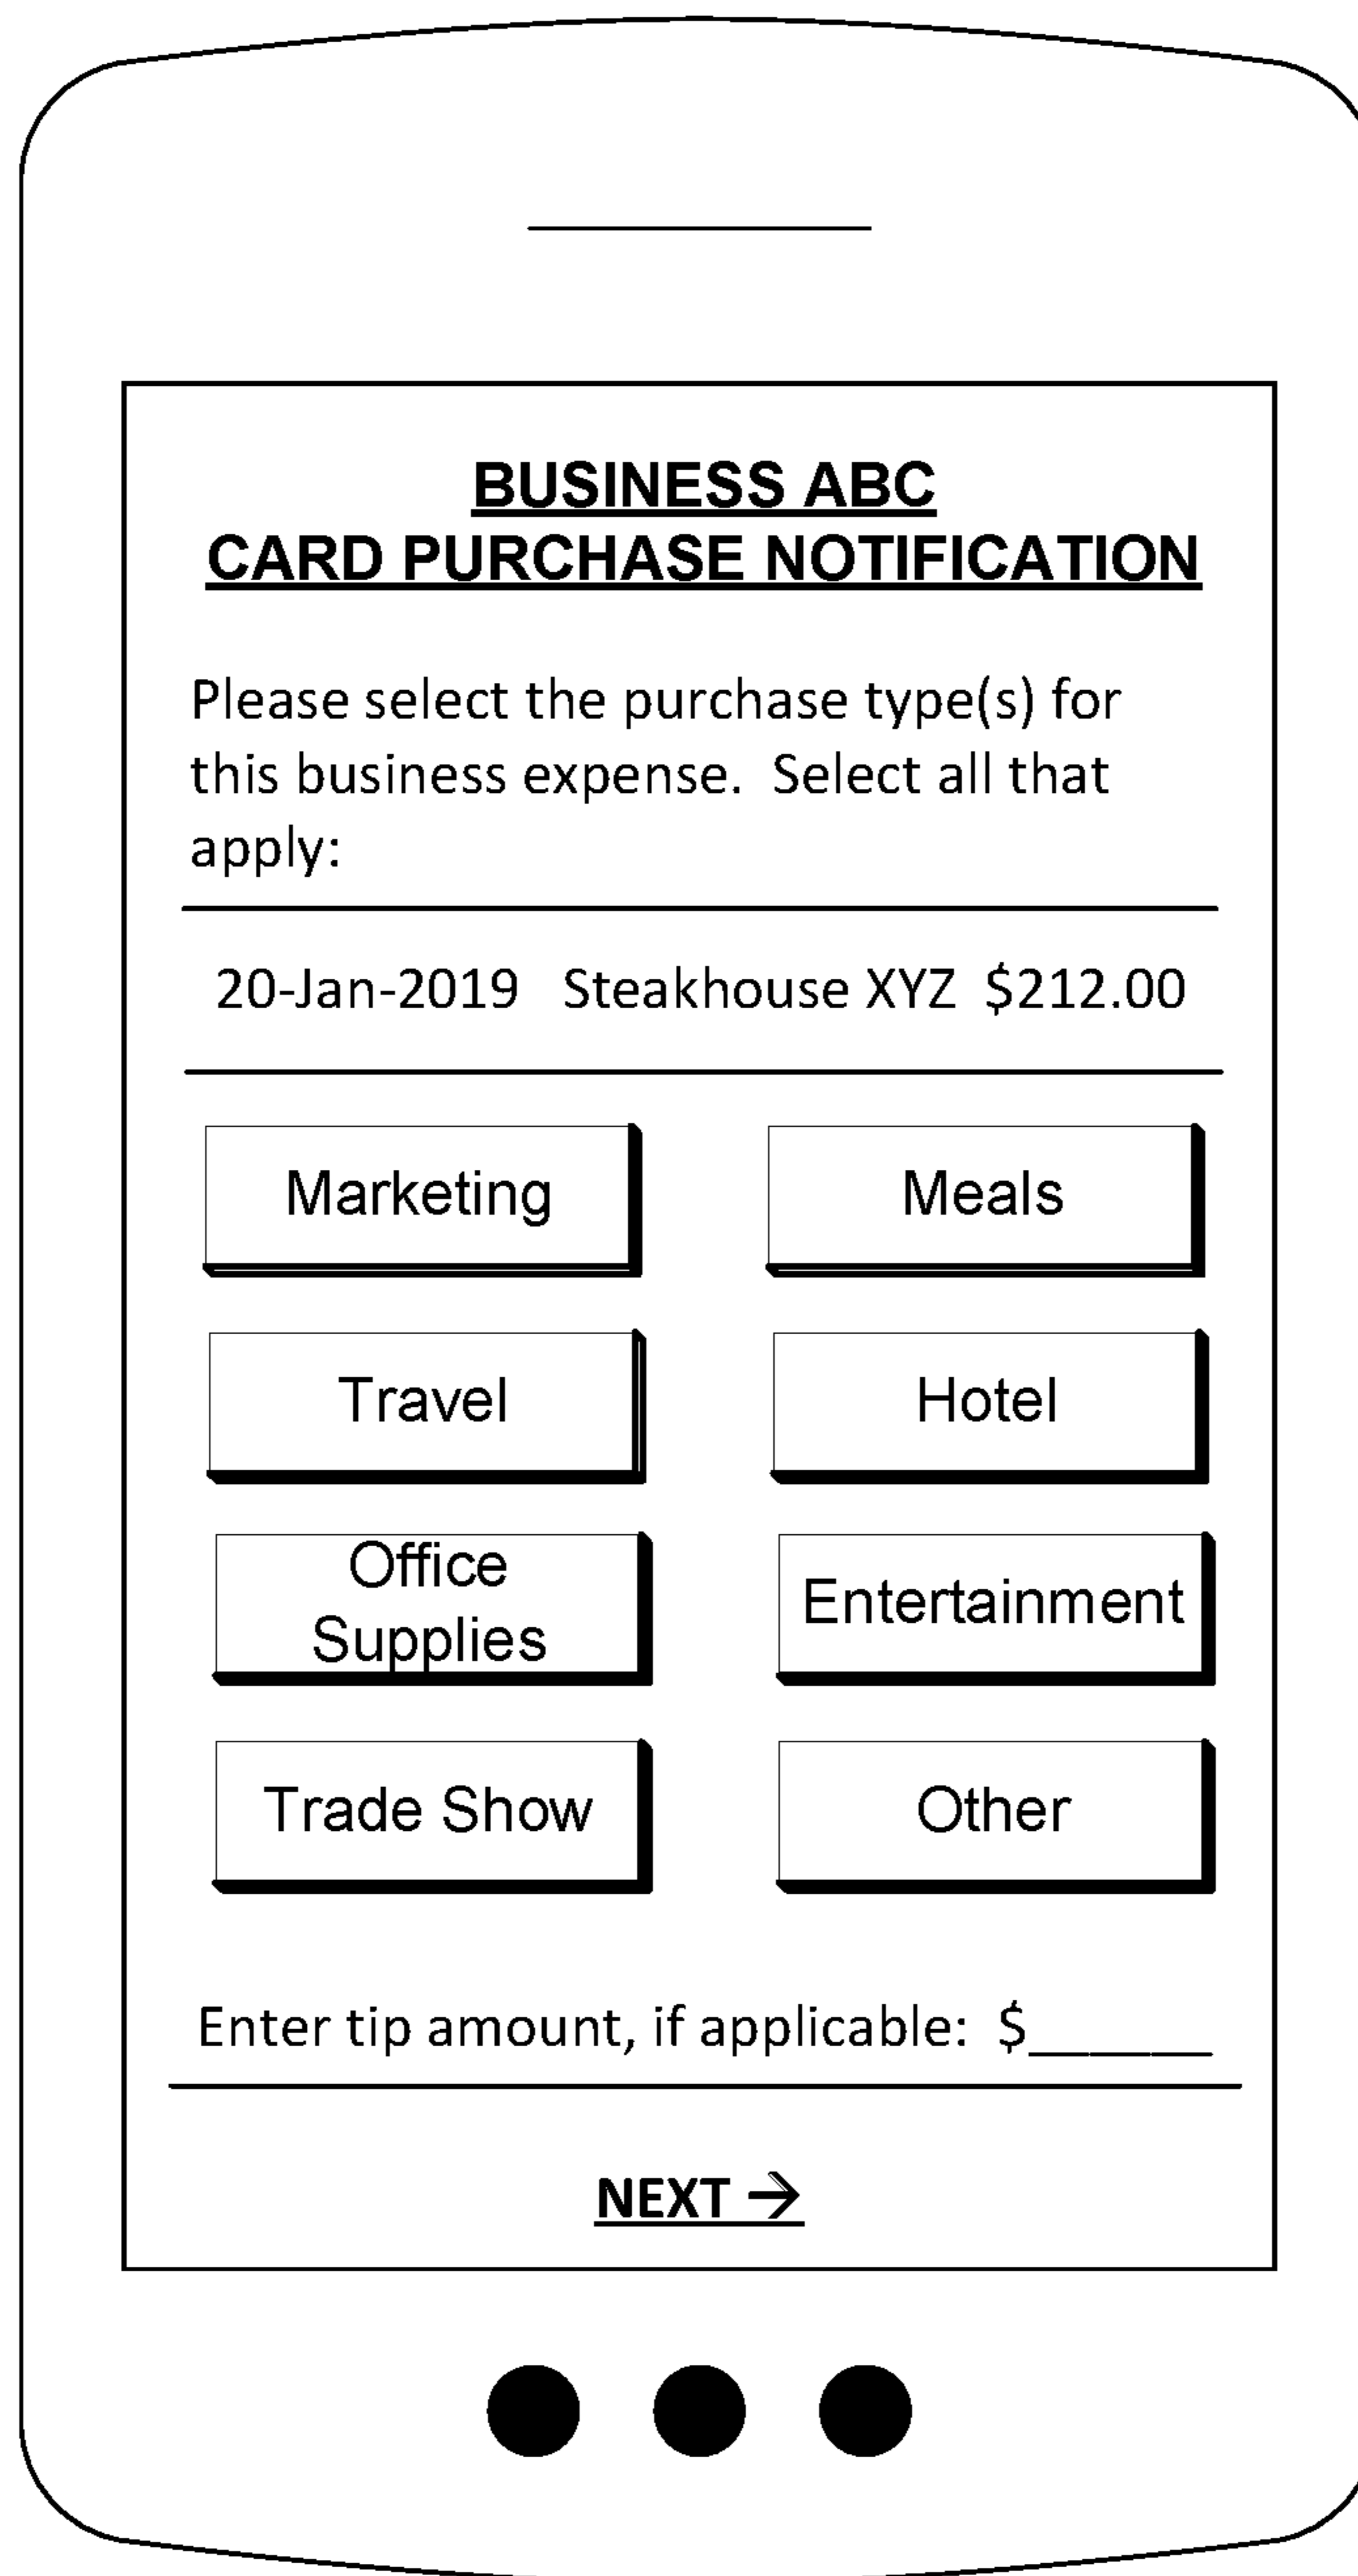 BUSINESS ABC
CARD PURCHASE NOTIFICATION
Please select the purchase type(s) for
this business expense.  Select all that
apply:
20-Jan-2019   Steakhouse XYZ  $212.00
Marketing
Meals
Travel
Hotel
Office
Supplies
Entertainment
Trade Show
Other
Enter tip amount, if applicable:  $______
NEXT →